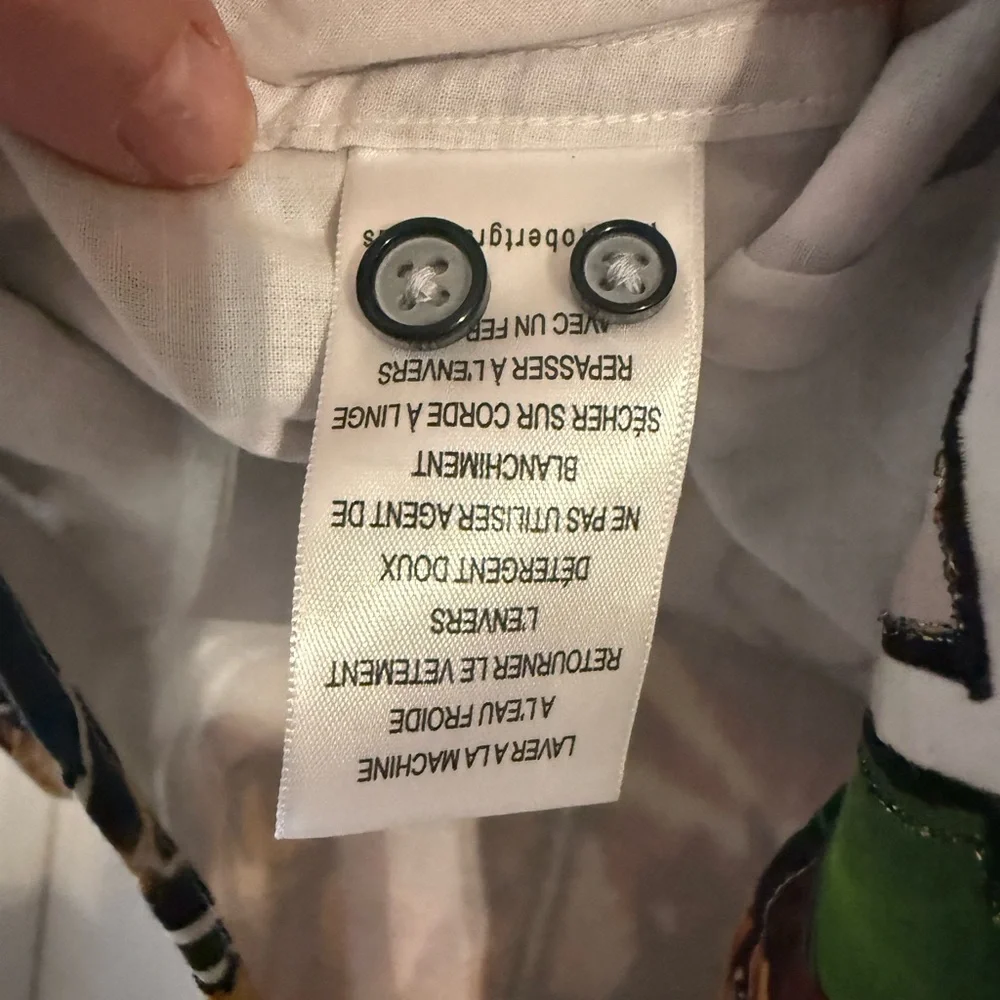 LAVER A LA MACHINE
A L'EAU FROIDE
RETOURNER LE VETEMENT
L'ENVERS
DÉTERGENT DOUX
NE PAS UTILISER AGENT DE
BLANCHIMENT
SÉCHER SUR CORDE À LINGE
REPASSER À L'ENVERS
AVEC UN FER